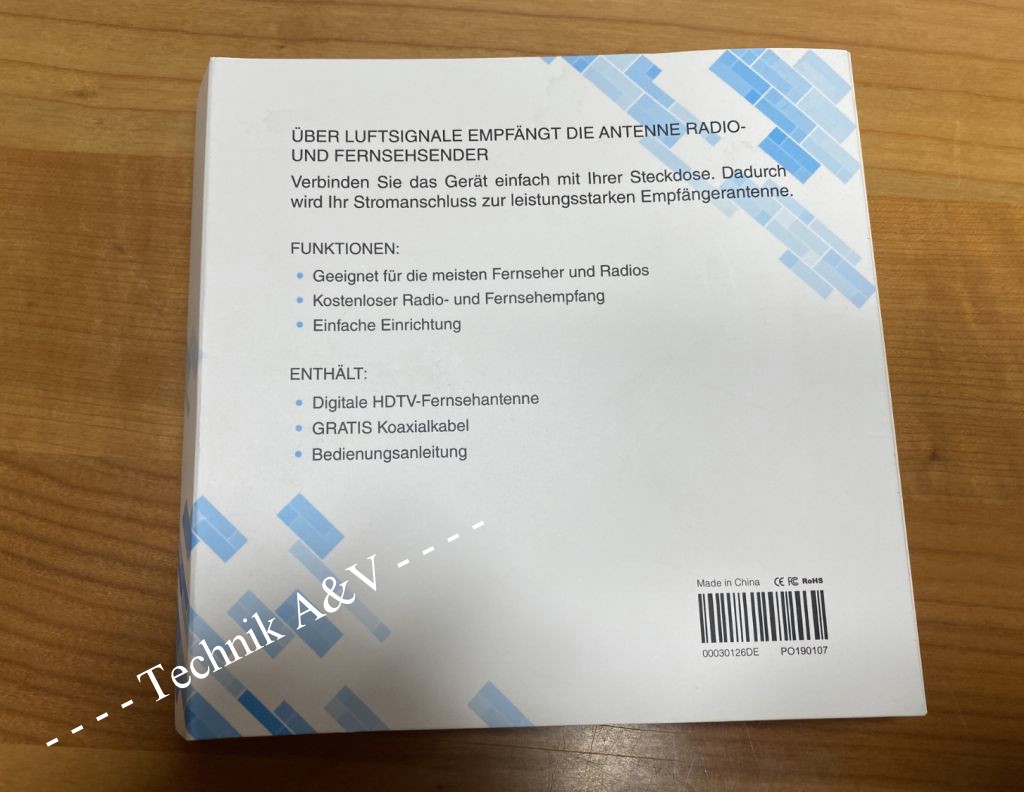 ÜBER LUFTSIGNALE EMPFÄNGT DIE ANTENNE RADIO-
UND FERNSEHSENDER
Verbinden Sie das Gerät einfach mit Ihrer Steckdose. Dadurch
wird Ihr Stromanschluss zur leistungsstarken Empfängerantenne.
FUNKTIONEN:
• Geeignet für die meisten Fernseher und Radios
• Kostenloser Radio- und Fernsehempfang
• Einfache Einrichtung
ENTHÄLT:
• Digitale HDTV-Fernsehantenne
• GRATIS Koaxialkabel
• Bedienungsanleitung
- - - - Technik A&V - - - -
Made in China CE FC RoHS
00030126DE PO190107